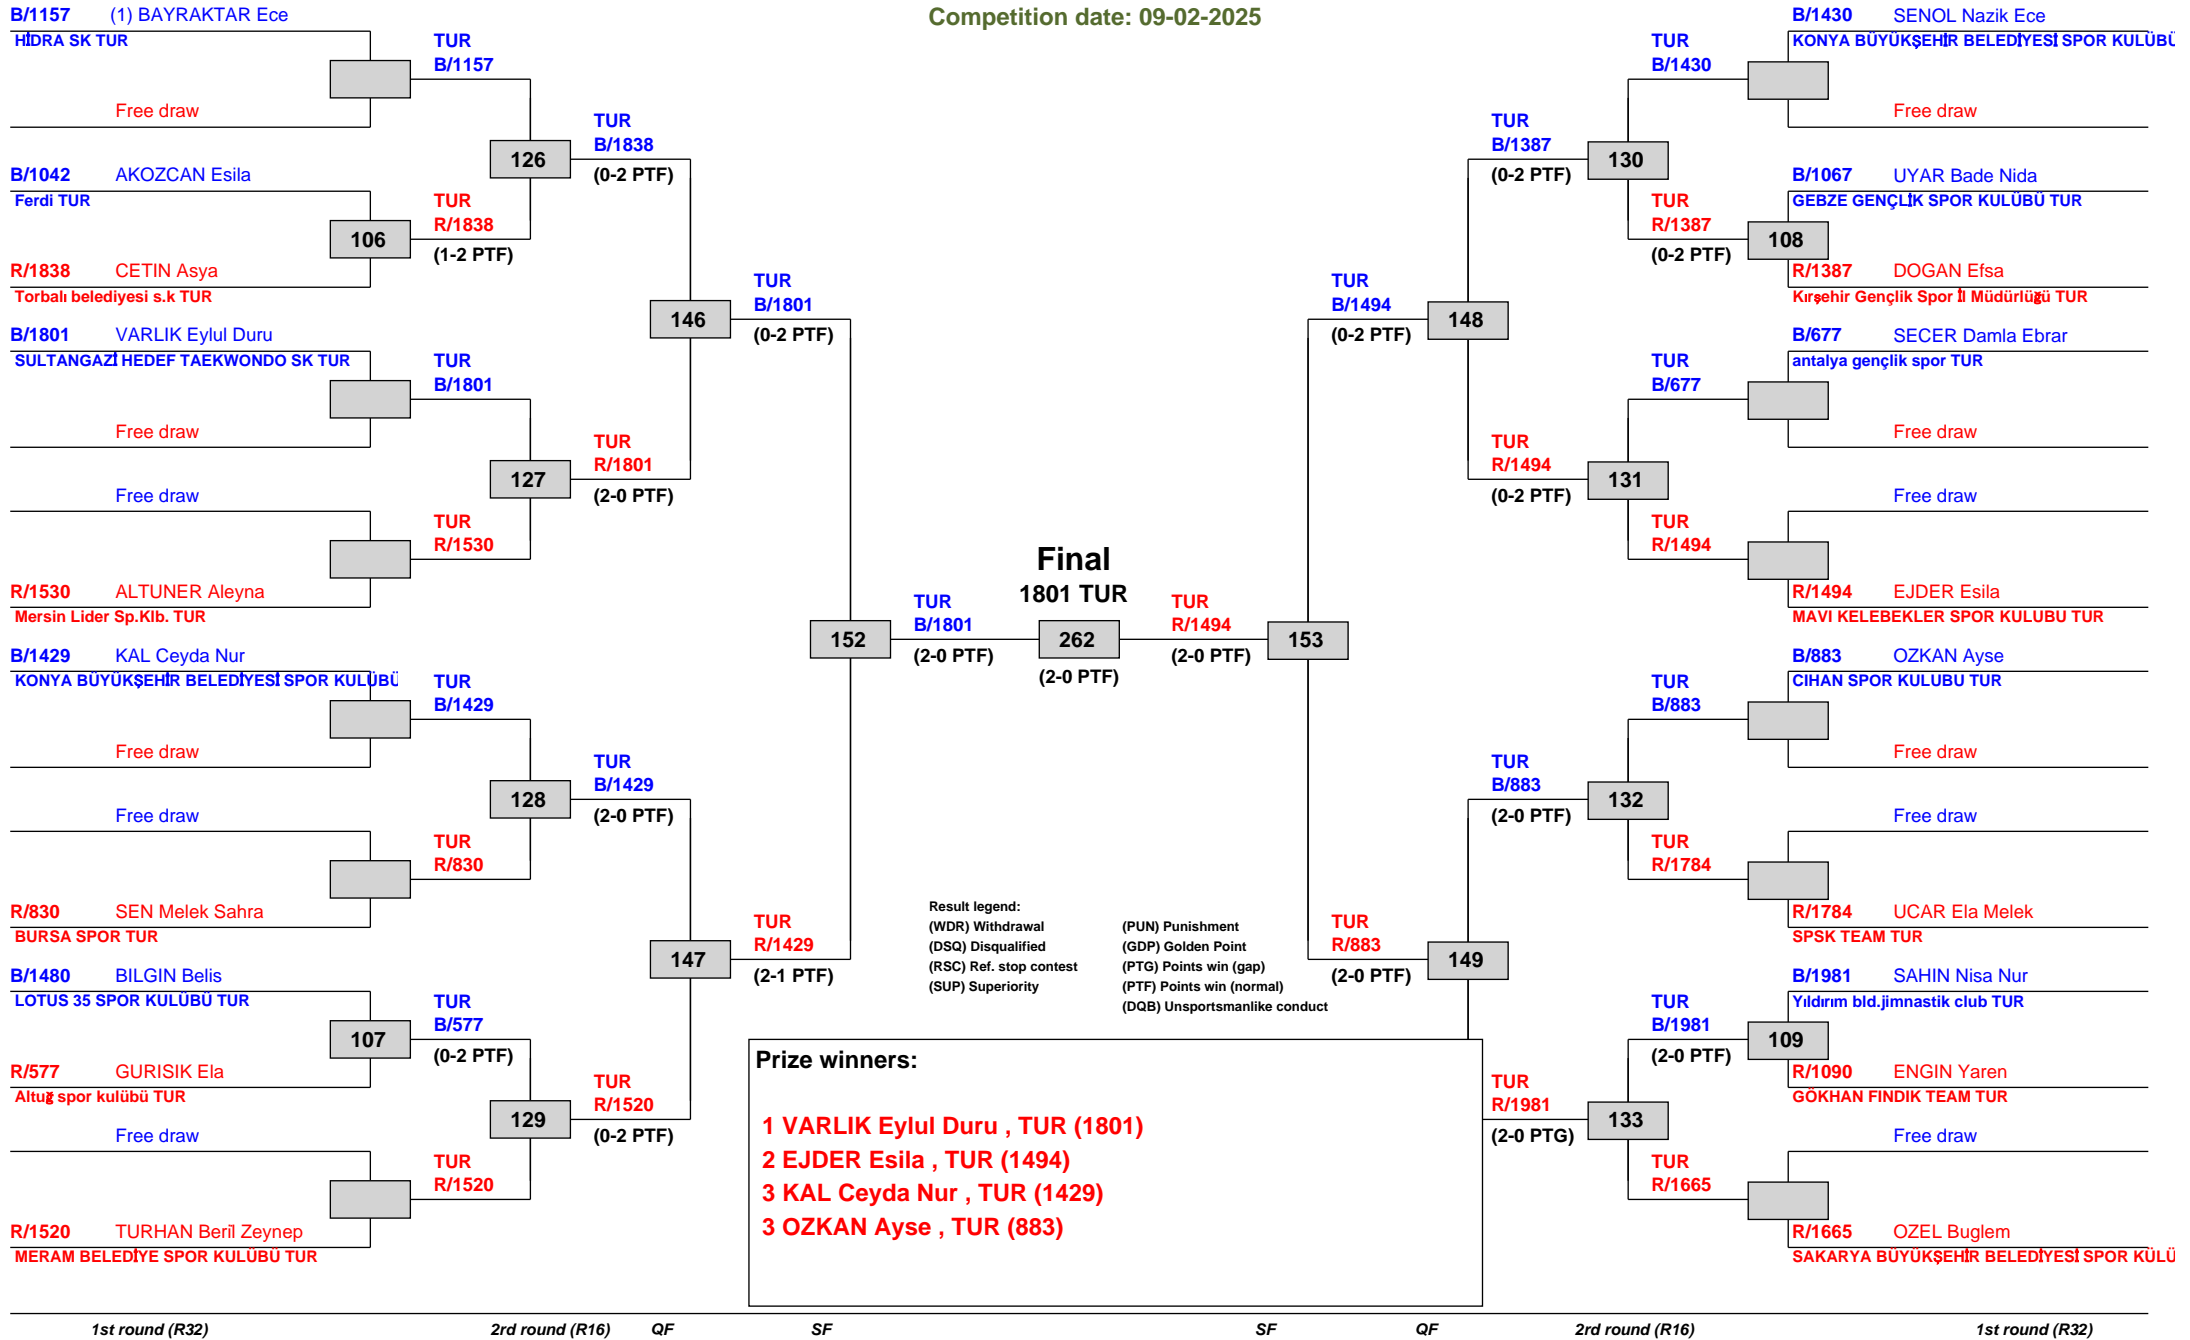 Competition date: 09-02-2025
B/1157 (1) BAYRAKTAR Ece
HİDRA SK TUR
Free draw
B/1042 AKOZCAN Esila
Ferdi TUR
106
R/1838 CETIN Asya
Torbalı belediyesi s.k TUR
B/1801 VARLIK Eylul Duru
SULTANGAZİ HEDEF TAEKWONDO SK TUR
Free draw
Free draw
R/1530 ALTUNER Aleyna
Mersin Lider Sp.Klb. TUR
B/1429 KAL Ceyda Nur
KONYA BÜYÜKŞEHİR BELEDİYESİ SPOR KULÜBÜ
Free draw
Free draw
R/830 SEN Melek Sahra
BURSA SPOR TUR
B/1480 BILGIN Belis
LOTUS 35 SPOR KULÜBÜ TUR
107
R/577 GURISIK Ela
Altuğ spor kulübü TUR
Free draw
R/1520 TURHAN Beril Zeynep
MERAM BELEDİYE SPOR KULÜBÜ TUR
TUR
B/1157
126
TUR
R/1838
(1-2 PTF)
TUR
B/1801
127
TUR
R/1530
TUR
B/1429
128
TUR
R/830
TUR
B/577
(0-2 PTF)
129
TUR
R/1520
TUR
B/1838
(0-2 PTF)
146
TUR
R/1801
(2-0 PTF)
TUR
B/1429
(2-0 PTF)
147
TUR
R/1520
(0-2 PTF)
TUR
B/1801
(0-2 PTF)
152
TUR
R/1429
(2-1 PTF)
TUR
B/1801
(2-0 PTF)
Final
1801 TUR
262
(2-0 PTF)
TUR
R/1494
(2-0 PTF)
TUR
B/1494
(0-2 PTF)
153
TUR
R/883
(2-0 PTF)
TUR
B/1387
(0-2 PTF)
148
TUR
R/1494
(0-2 PTF)
TUR
B/883
(2-0 PTF)
149
TUR
R/1981
(2-0 PTG)
TUR
B/1430
130
TUR
R/1387
(0-2 PTF)
TUR
B/677
131
TUR
R/1494
TUR
B/883
132
TUR
R/1784
TUR
B/1981
(2-0 PTF)
133
TUR
R/1665
B/1430 SENOL Nazik Ece
KONYA BÜYÜKŞEHİR BELEDİYESİ SPOR KULÜBÜ
Free draw
B/1067 UYAR Bade Nida
GEBZE GENÇLİK SPOR KULÜBÜ TUR
108
R/1387 DOGAN Efsa
Kırşehir Gençlik Spor İl Müdürlüğü TUR
B/677 SECER Damla Ebrar
antalya gençlik spor TUR
Free draw
Free draw
R/1494 EJDER Esila
MAVI KELEBEKLER SPOR KULUBU TUR
B/883 OZKAN Ayse
CIHAN SPOR KULUBU TUR
Free draw
Free draw
R/1784 UCAR Ela Melek
SPSK TEAM TUR
B/1981 SAHIN Nisa Nur
Yıldırım bld.jimnastik club TUR
109
R/1090 ENGIN Yaren
GÖKHAN FINDIK TEAM TUR
Free draw
R/1665 OZEL Buglem
SAKARYA BÜYÜKŞEHİR BELEDİYESİ SPOR KÜLÜ
Result legend:
(WDR) Withdrawal
(DSQ) Disqualified
(RSC) Ref. stop contest
(SUP) Superiority
(PUN) Punishment
(GDP) Golden Point
(PTG) Points win (gap)
(PTF) Points win (normal)
(DQB) Unsportsmanlike conduct
Prize winners:
1 VARLIK Eylul Duru , TUR (1801)
2 EJDER Esila , TUR (1494)
3 KAL Ceyda Nur , TUR (1429)
3 OZKAN Ayse , TUR (883)
1st round (R32) 2rd round (R16) QF SF SF QF 2rd round (R16) 1st round (R32)